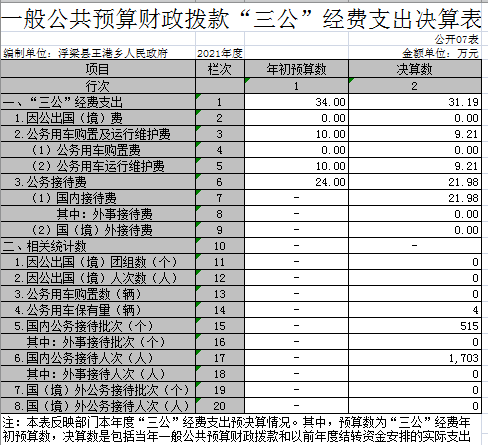 一般公共预算财政拨款“三公”经费支出决算表
公开07表
编制单位：浮梁县王港乡人民政府 2021年度 金额单位：万元
项目 栏次 年初预算数 决算数
行次 1 2
一、“三公”经费支出 1 34.00 31.19
1.因公出国（境）费 2 0.00 0.00
2.公务用车购置及运行维护费 3 10.00 9.21
（1）公务用车购置费 4 0.00 0.00
（2）公务用车运行维护费 5 10.00 9.21
3.公务接待费 6 24.00 21.98
（1）国内接待费 7 - 21.98
其中：外事接待费 8 - 0.00
（2）国（境）外接待费 9 - 0.00
二、相关统计数 10 - -
1.因公出国（境）团组数（个） 11 - 0
2.因公出国（境）人次数（人） 12 - 0
3.公务用车购置数（辆） 13 - 0
4.公务用车保有量（辆） 14 - 4
5.国内公务接待批次（个） 15 - 515
其中：外事接待批次（个） 16 - 0
6.国内公务接待人次（人） 17 - 1,703
其中：外事接待人次（人） 18 - 0
7.国（境）外公务接待批次（个） 19 - 0
8.国（境）外公务接待人次（人） 20 - 0
注：本表反映部门本年度“三公”经费支出预决算情况。其中，预算数为“三公”经费年
初预算数，决算数是包括当年一般公共预算财政拨款和以前年度结转资金安排的实际支出